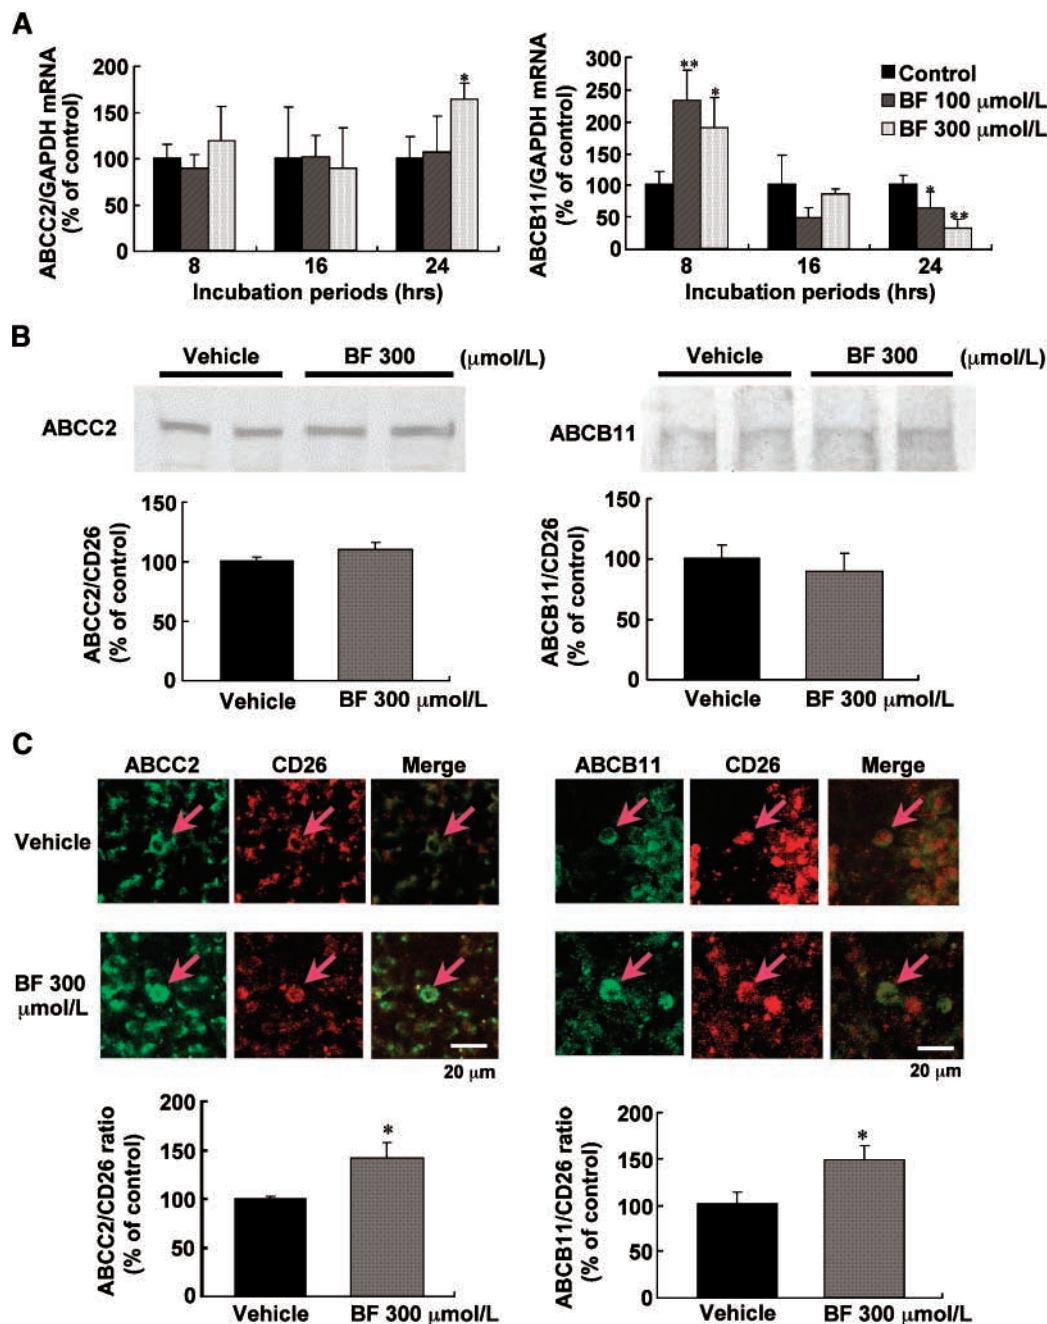 A
ABCC2/GAPDH mRNA
(% of control)
200
150
100
50
0
*
8
16
24
Incubation periods (hrs)
ABCB11/GAPDH mRNA
(% of control)
300
250
200
150
100
50
0
**
*
*
**
8
16
24
Incubation periods (hrs)
Control
BF 100 μmol/L
BF 300 μmol/L
B
Vehicle BF 300 (μmol/L)
ABCC2
Vehicle BF 300 (μmol/L)
ABCB11
ABCC2/CD26
(% of control)
150
100
50
0
Vehicle BF 300 μmol/L
ABCB11/CD26
(% of control)
150
100
50
0
Vehicle BF 300 μmol/L
C
ABCC2 CD26 Merge
ABCB11 CD26 Merge
Vehicle
BF 300
μmol/L
20 μm
20 μm
ABCC2/CD26 ratio
(% of control)
200
150
100
50
0
*
Vehicle BF 300 μmol/L
ABCB11/CD26 ratio
(% of control)
200
150
100
50
0
*
Vehicle BF 300 μmol/L